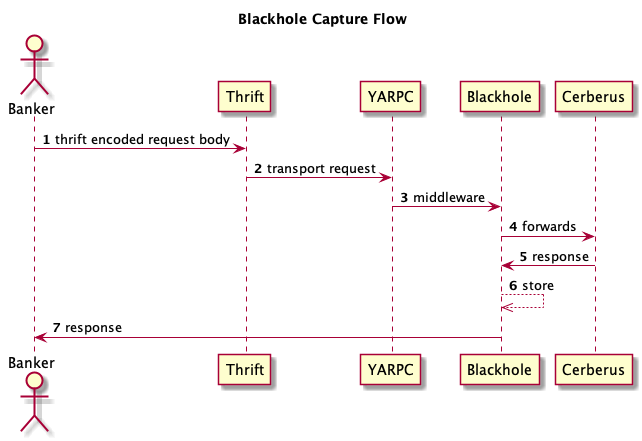 Blackhole Capture Flow
Banker
Thrift
YARPC
Blackhole
Cerberus
1 thrift encoded request body
2 transport request
3 middleware
4 forwards
5 response
6 store
7 response
Banker
Thrift
YARPC
Blackhole
Cerberus